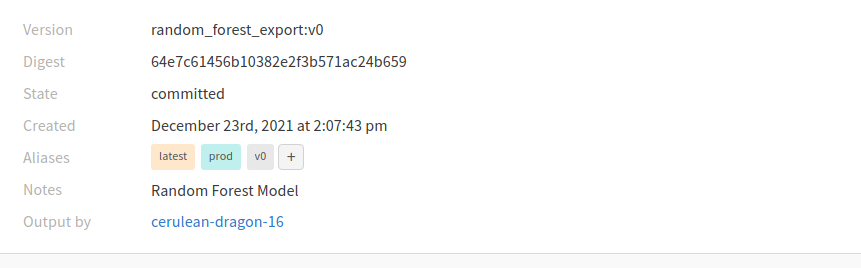 Version random_forest_export:v0
Digest 64e7c61456b10382e2f3b571ac24b659
State committed
Created December 23rd, 2021 at 2:07:43 pm
Aliases latest prod v0 +
Notes Random Forest Model
Output by cerulean-dragon-16